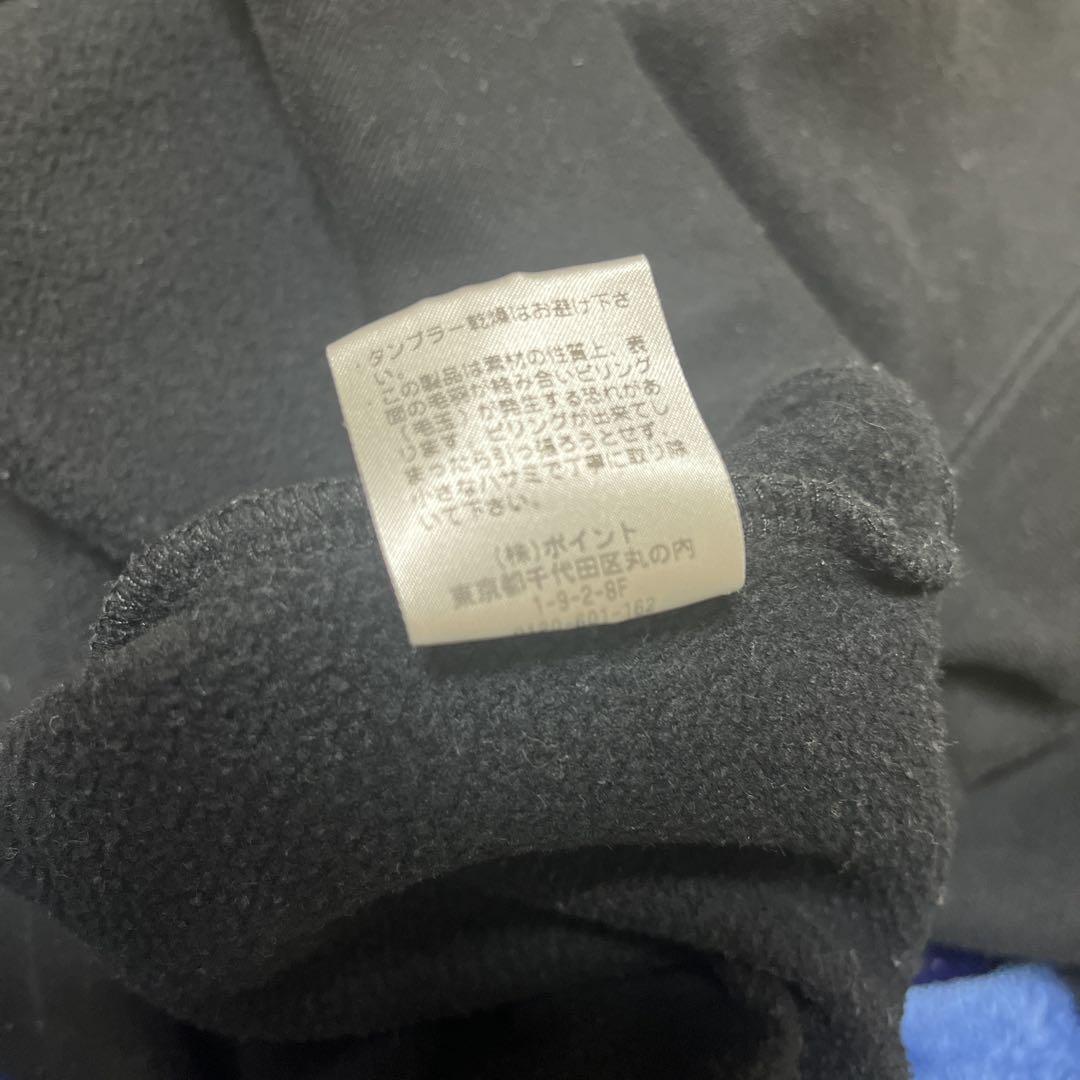 ・タンブラー乾燥はお避け下さ
い。
この製品は素材の性質上、表
面の毛羽が絡み合いピリング
(毛玉)が発生する恐れがあ
ります。ピリングが出来てし
まったら引っ張ろうとせず、
小さなハサミで丁寧に取り除
いて下さい。
(株)ポイント
東京都千代田区丸の内
1-9-2-8F
0120-601-162